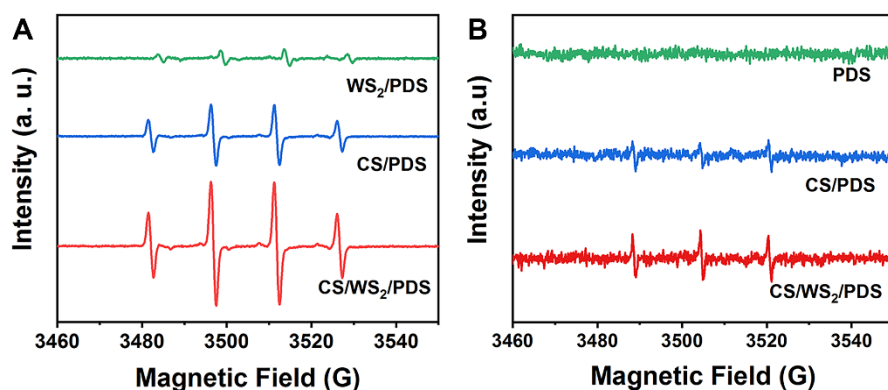 A
Intensity (a. u.)
WS₂/PDS
CS/PDS
CS/WS₂/PDS
3460 3480 3500 3520 3540
Magnetic Field (G)
B
Intensity (a.u)
PDS
CS/PDS
CS/WS₂/PDS
3460 3480 3500 3520 3540
Magnetic Field (G)